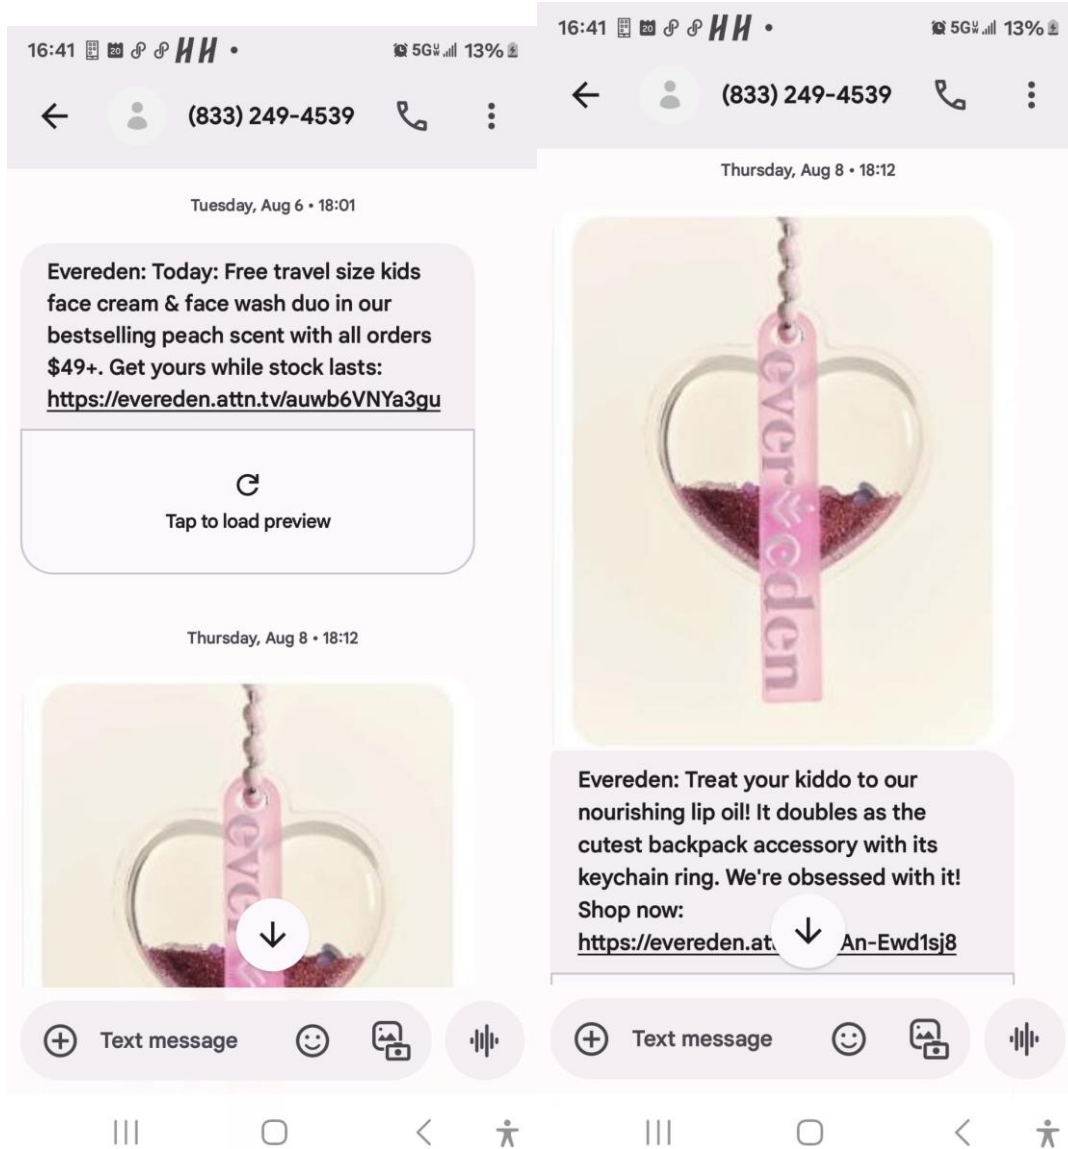 16:41 20 5G 13%
(833) 249-4539
Tuesday, Aug 6 • 18:01
Evereden: Today: Free travel size kids
face cream & face wash duo in our
bestselling peach scent with all orders
$49+. Get yours while stock lasts:
https://evereden.attn.tv/auwb6VNYa3gu
Tap to load preview
Thursday, Aug 8 • 18:12
ever
Text message
16:41 20 5G 13%
(833) 249-4539
Thursday, Aug 8 • 18:12
ever eden
Evereden: Treat your kiddo to our
nourishing lip oil! It doubles as the
cutest backpack accessory with its
keychain ring. We're obsessed with it!
Shop now:
https://evereden.at An-Ewd1sj8
Text message